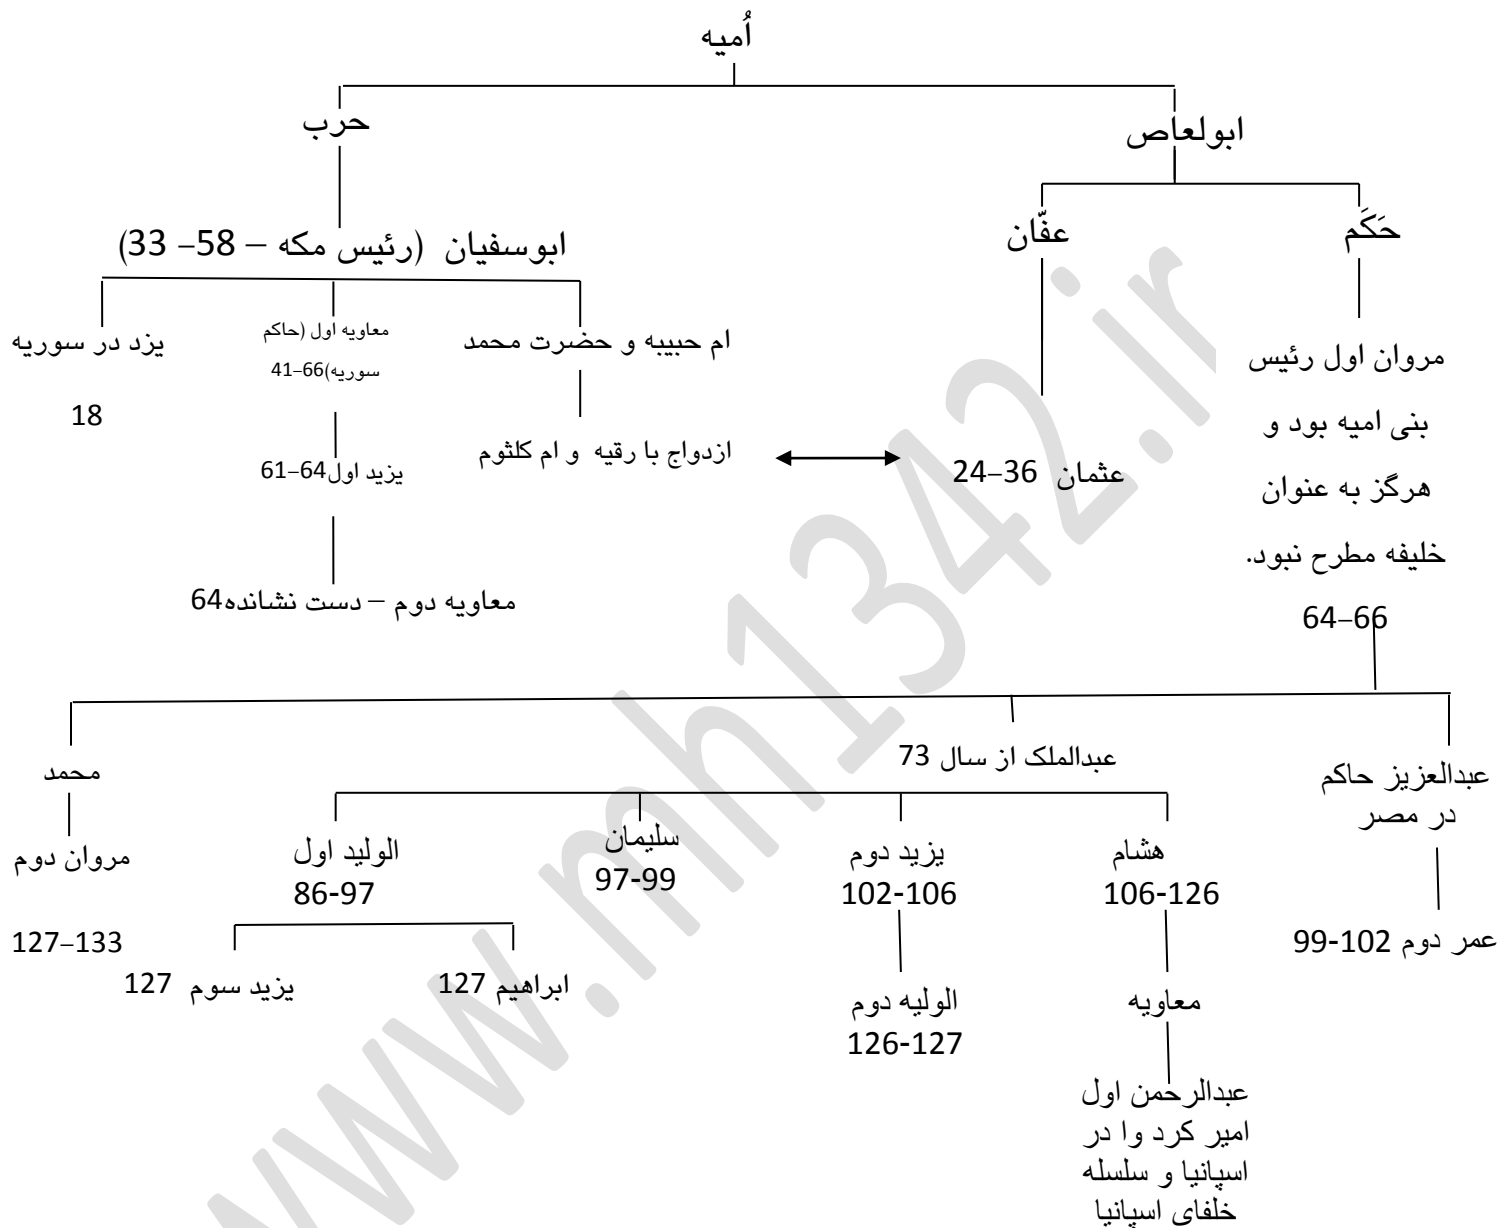 اُمیه
ابولعاص
حرب
حَکَم
عفّان
ابوسفیان (رئیس مکه – 58– 33)
مروان اول رئیس
بنی امیه بود و
هرگز به عنوان
خلیفه مطرح نبود.
64–66
عثمان 36–24
ام حبیبه و حضرت محمد
ازدواج با رقیه و ام کلثوم
معاویه اول (حاکم
سوریه)66–41
یزید اول64–61
معاویه دوم – دست نشانده64
یزد در سوریه
18
عبدالعزیز حاکم
در مصر
عمر دوم 102-99
عبدالملک از سال 73
هشام
106-126
معاویه
عبدالرحمن اول
امیر کرد وا در
اسپانیا و سلسله
خلفای اسپانیا
یزید دوم
102-106
الولیه دوم
126-127
سلیمان
97-99
الولید اول
86-97
ابراهیم 127
یزید سوم 127
محمد
مروان دوم
127–133
www.mh1342.ir